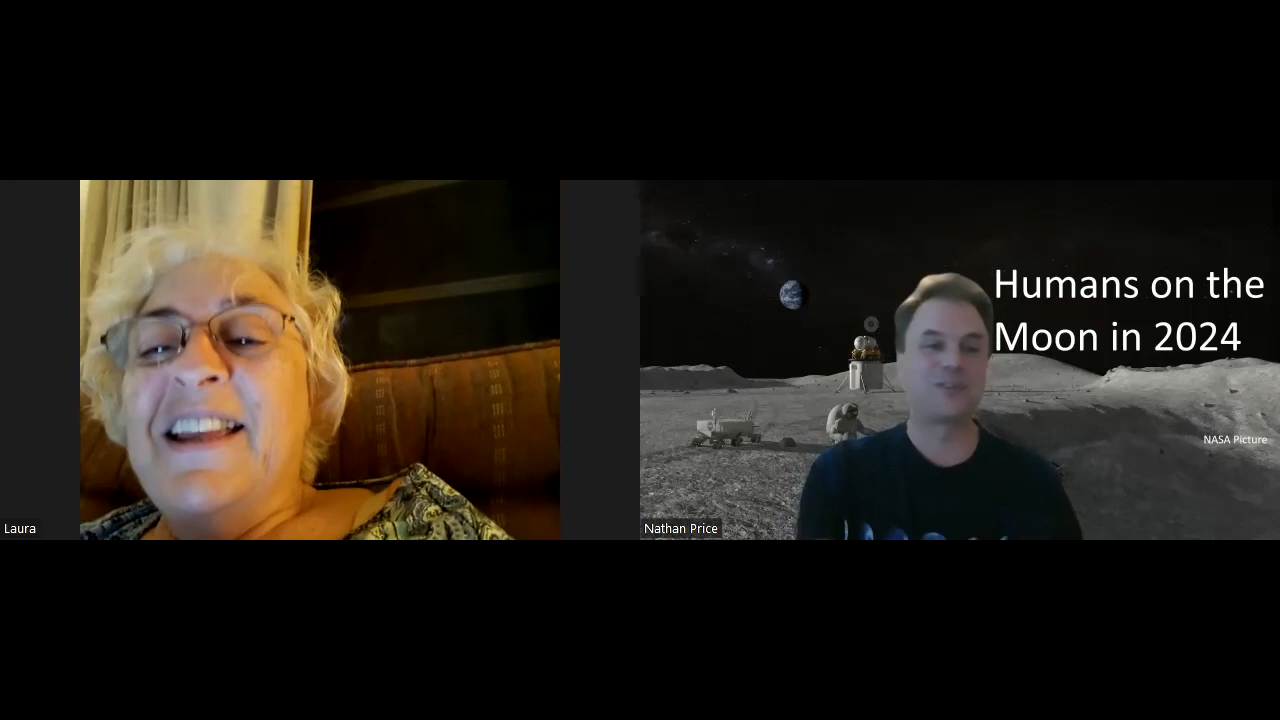 Humans on the
Moon in 2024
NASA Picture
Laura
Nathan Price